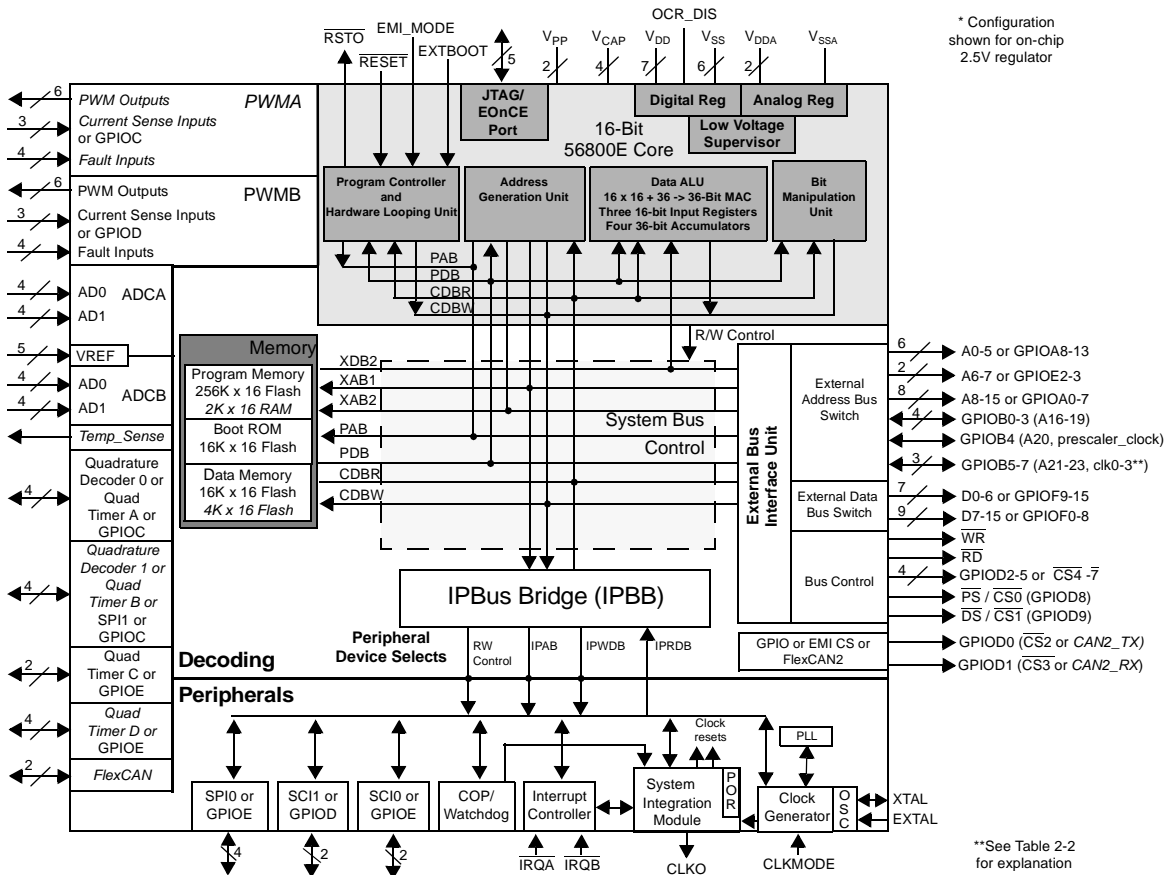 OCR_DIS
* Configuration
shown for on-chip
2.5V regulator
RSTO
EMI_MODE
RESET
EXTBOOT
5
VPP
2
VCAP
4
VDD
7
VSS
6
VDDA
2
VSSA
6
PWM Outputs
PWMA
3
Current Sense Inputs
or GPIOC
4
Fault Inputs
6
PWM Outputs
PWMB
3
Current Sense Inputs
or GPIOD
4
Fault Inputs
JTAG/
EOnCE
Port
Digital Reg
Analog Reg
Low Voltage
Supervisor
16-Bit
56800E Core
Program Controller
and
Hardware Looping Unit
Address
Generation Unit
Data ALU
16 x 16 + 36 -> 36-Bit MAC
Three 16-bit Input Registers
Four 36-bit Accumulators
Bit
Manipulation
Unit
PAB
PDB
CDBR
CDBW
4
AD0
ADCA
4
AD1
5
VREF
4
AD0
ADCB
4
AD1
Temp_Sense
4
Quadrature
Decoder 0 or
Quad
Timer A or
GPIOC
4
Quadrature
Decoder 1 or
Quad
Timer B or
SPI1 or
GPIOC
2
Quad
Timer C or
GPIOE
4
Quad
Timer D or
GPIOE
2
FlexCAN
Memory
Program Memory
256K x 16 Flash
2K x 16 RAM
Boot ROM
16K x 16 Flash
Data Memory
16K x 16 Flash
4K x 16 Flash
XDB2
XAB1
XAB2
PAB
PDB
CDBR
CDBW
R/W Control
System Bus
Control
External Bus
Interface Unit
External
Address Bus
Switch
External Data
Bus Switch
Bus Control
6
A0-5 or GPIOA8-13
2
A6-7 or GPIOE2-3
8
A8-15 or GPIOA0-7
4
GPIOB0-3 (A16-19)
GPIOB4 (A20, prescaler_clock)
3
GPIOB5-7 (A21-23, clk0-3**)
7
D0-6 or GPIOF9-15
9
D7-15 or GPIOF0-8
WR
RD
4
GPIOD2-5 or CS4 -7
PS / CS0 (GPIOD8)
DS / CS1 (GPIOD9)
GPIO or EMI CS or
FlexCAN2
GPIOD0 (CS2 or CAN2_TX)
GPIOD1 (CS3 or CAN2_RX)
IPBus Bridge (IPBB)
Peripheral
Device Selects
RW
Control
IPAB
IPWDB
IPRDB
Decoding
Peripherals
Clock
resets
PLL
SPI0 or
GPIOE
SCI1 or
GPIOD
SCI0 or
GPIOE
COP/
Watchdog
Interrupt
Controller
System
Integration
Module
POR
Clock
Generator
OSC
XTAL
EXTAL
4
2
2
IRQA
IRQB
CLKO
CLKMODE
**See Table 2-2
for explanation